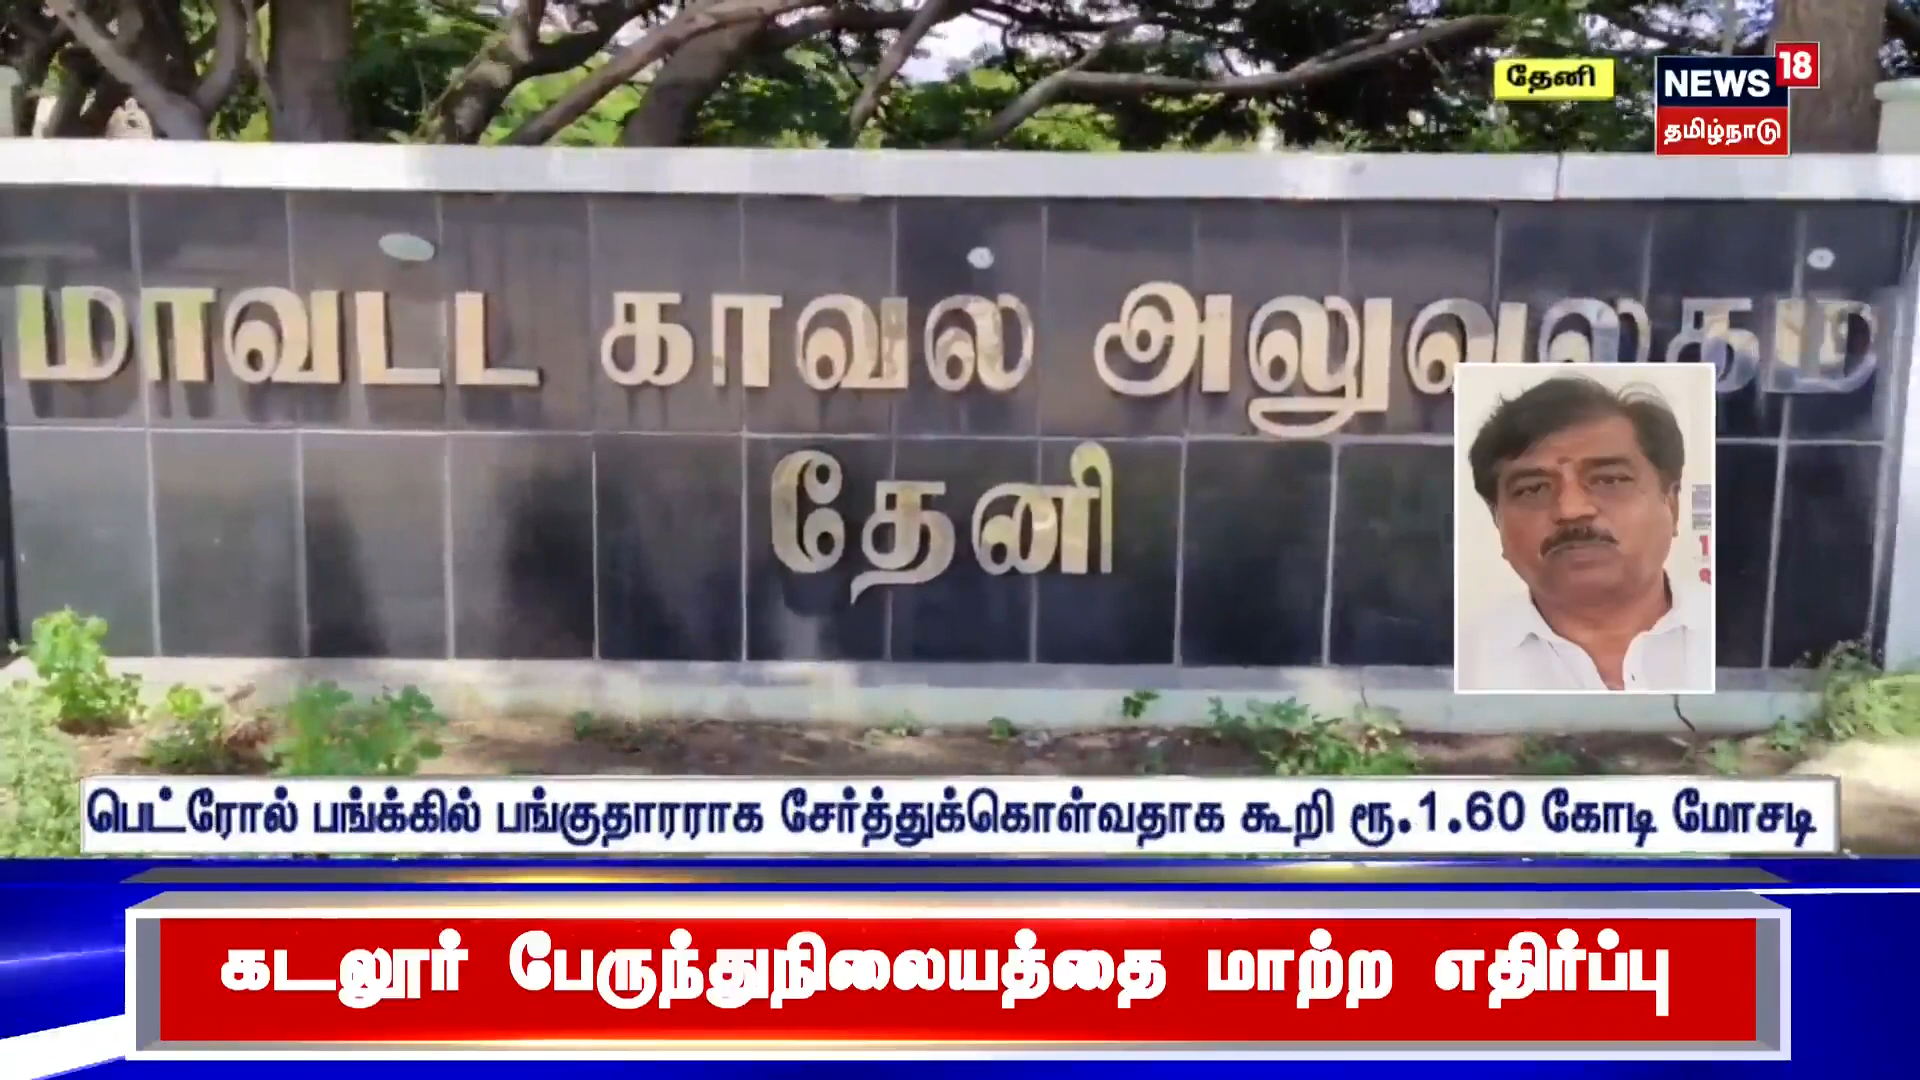 தேனி
NEWS 18
தமிழ்நாடு
மாவட்ட காவல அலுவலகம்
தேனி
பெட்ரோல் பங்க்கில் பங்குதாரராக சேர்த்துக்கொள்வதாக கூறி ரூ.1.60 கோடி மோசடி
கடலூர் பேருந்துநிலையத்தை மாற்ற எதிர்ப்பு